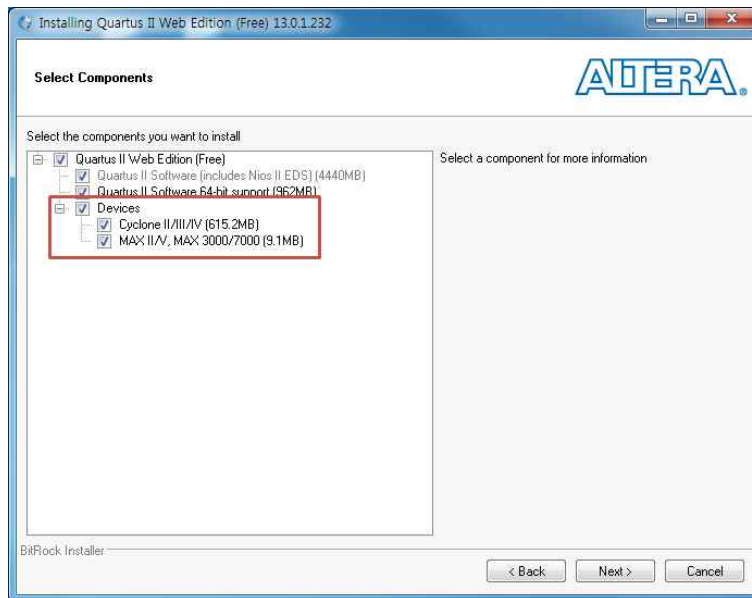 Installing Quartus II Web Edition (Free) 13.0.1.232
Select Components
ALTERA®
Select the components you want to install
Quartus II Web Edition (Free)
Quartus II Software (includes Nios II EDS) (4440MB)
Quartus II Software 64-bit support (962MB)
Devices
Cyclone II/III/IV (615.2MB)
MAX II/V, MAX 3000/7000 (9.1MB)
Select a component for more information
BitRock Installer
< Back
Next >
Cancel